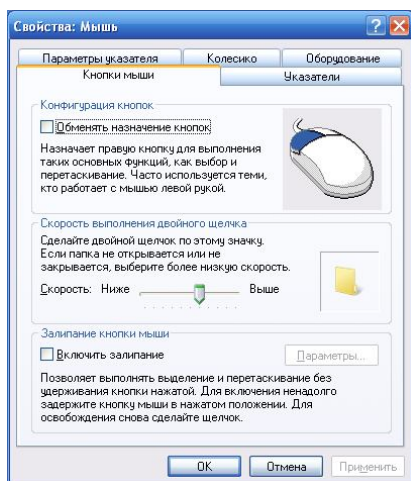 Свойства: Мышь
Параметры указателя
Колесико
Оборудование
Кнопки мыши
Указатели
Конфигурация кнопок
Обменять назначение кнопок
Назначает правую кнопку для выполнения
таких основных функций, как выбор и
перетаскивание. Часто используется теми,
кто работает с мышью левой рукой.
Скорость выполнения двойного щелчка
Сделайте двойной щелчок по этому значку.
Если папка не открывается или не
закрывается, выберите более низкую скорость.
Скорость: Ниже Выше
Залипание кнопки мыши
Включить залипание
Параметры...
Позволяет выполнять выделение и перетаскивание без
удерживания кнопки нажатой. Для включения ненадолго
задержите кнопку мыши в нажатом положении. Для
освобождения снова сделайте щелчок.
OK
Отмена
Применить